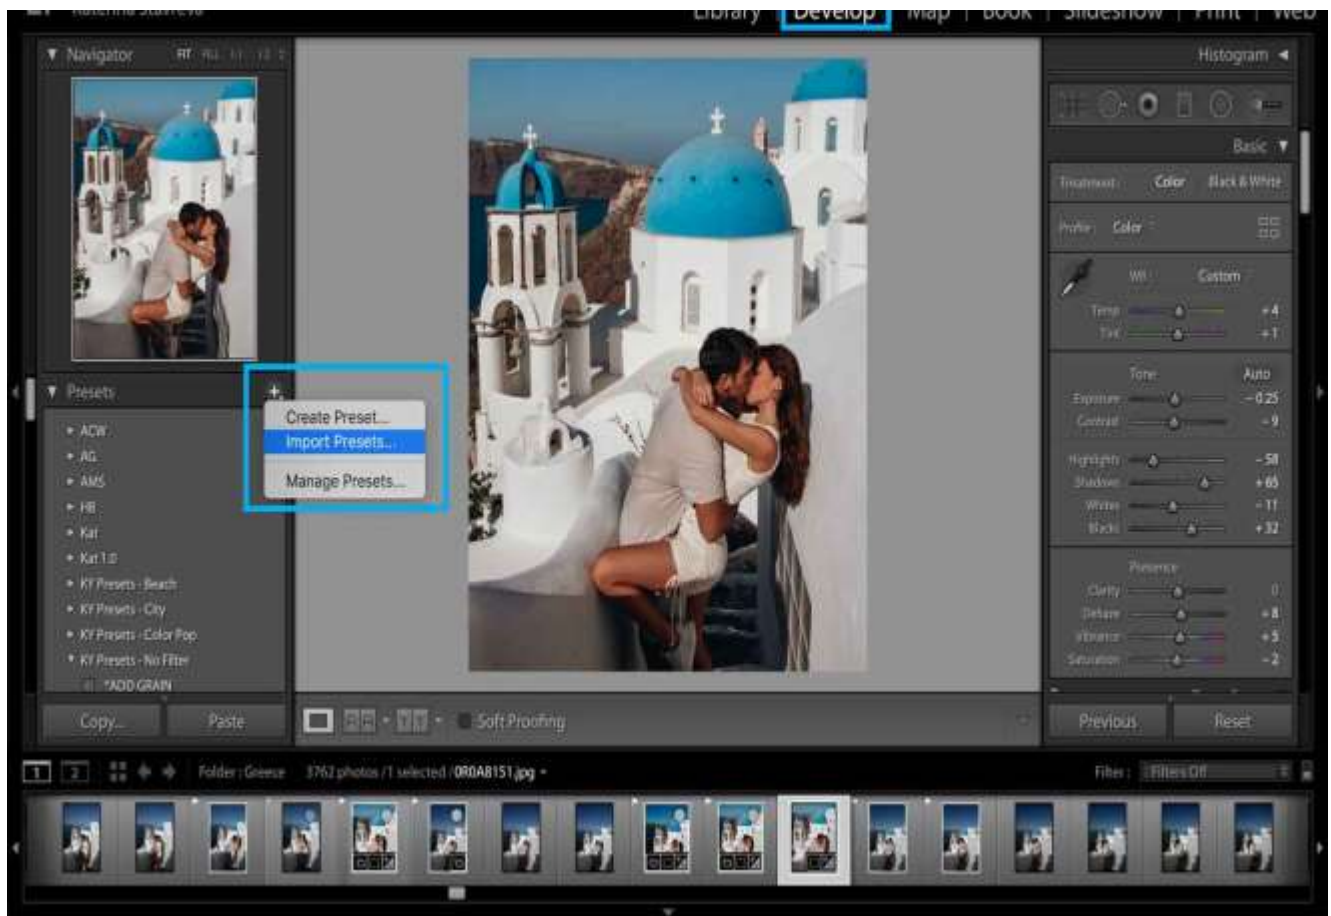 Library | Develop | Map | Book | Slideshow | Print | Web
Navigator FIT
Histogram
Basic
Treatment: Color Black & White
Profile: Color
WB: Custom
Temp +4
Tint +1
Tone Auto
Exposure -0.25
Contrast -9
Highlights -58
Shadows +65
Whites -11
Blacks +32
Presence
Clarity 0
Dehaze +8
Vibrance +5
Saturation -2
Presets
Create Preset...
Import Presets...
Manage Presets...
ACW
AG
AMS
HB
Kat
Kat 1.0
KY Presets - Beach
KY Presets - City
KY Presets - Color Pop
KY Presets - No Filter
*ADD GRAIN
Copy... Paste
Soft Proofing
Previous Reset
1 2 Folder : Greece 3762 photos / 1 selected / 0R0A8151.jpg
Filter : Filters Off